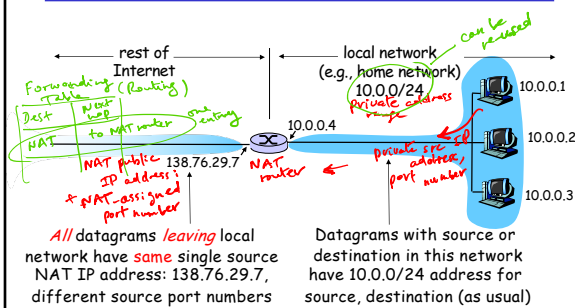 rest of
Internet
local network
(e.g., home network)
10.0.0/24
can be
re-used
private address
range
Forwarding
Table (Routing)
Dest
Next
hop
NAT
to NAT router
one
entry
10.0.0.1
10.0.0.2
10.0.0.3
10.0.0.4
138.76.29.7
NAT
router
private src IP
address,
port number
NAT public
IP address;
+ NAT-assigned
port number
All datagrams leaving local
network have same single source
NAT IP address: 138.76.29.7,
different source port numbers
Datagrams with source or
destination in this network
have 10.0.0/24 address for
source, destination (as usual)